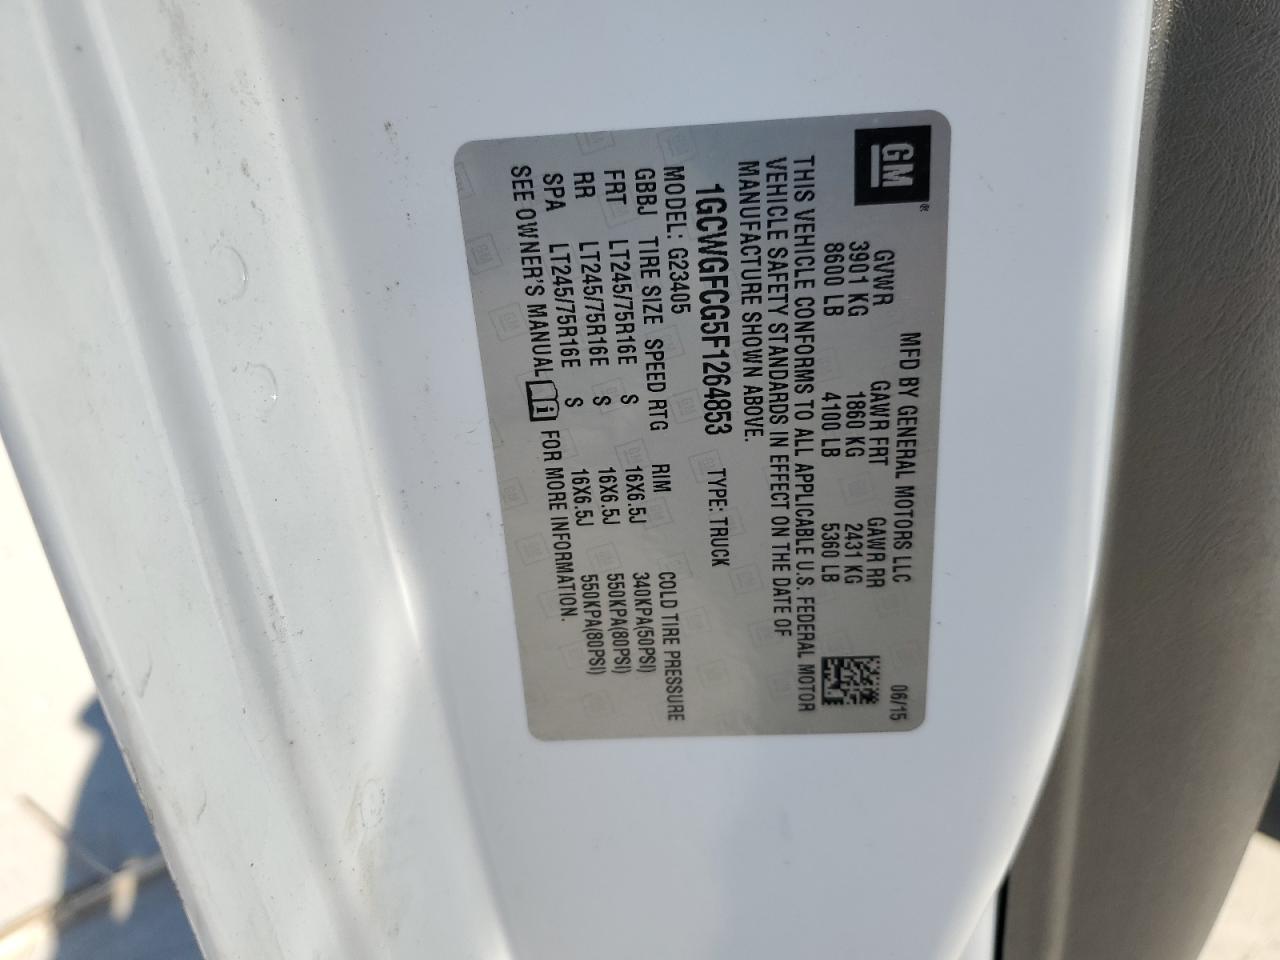 GM®
MFD BY GENERAL MOTORS LLC 06/15
GVWR GAWR FRT GAWR RR
3901 KG 1860 KG 2431 KG
8600 LB 4100 LB 5360 LB
THIS VEHICLE CONFORMS TO ALL APPLICABLE U.S. FEDERAL MOTOR
VEHICLE SAFETY STANDARDS IN EFFECT ON THE DATE OF
MANUFACTURE SHOWN ABOVE.
1GCWGFCG5F1264853 TYPE: TRUCK
MODEL: G23405
GBBJ TIRE SIZE SPEED RTG RIM COLD TIRE PRESSURE
FRT LT245/75R16E S 16X6.5J 340KPA(50PSI)
RR LT245/75R16E S 16X6.5J 550KPA(80PSI)
SPA LT245/75R16E S 16X6.5J 550KPA(80PSI)
SEE OWNER'S MANUAL FOR MORE INFORMATION.